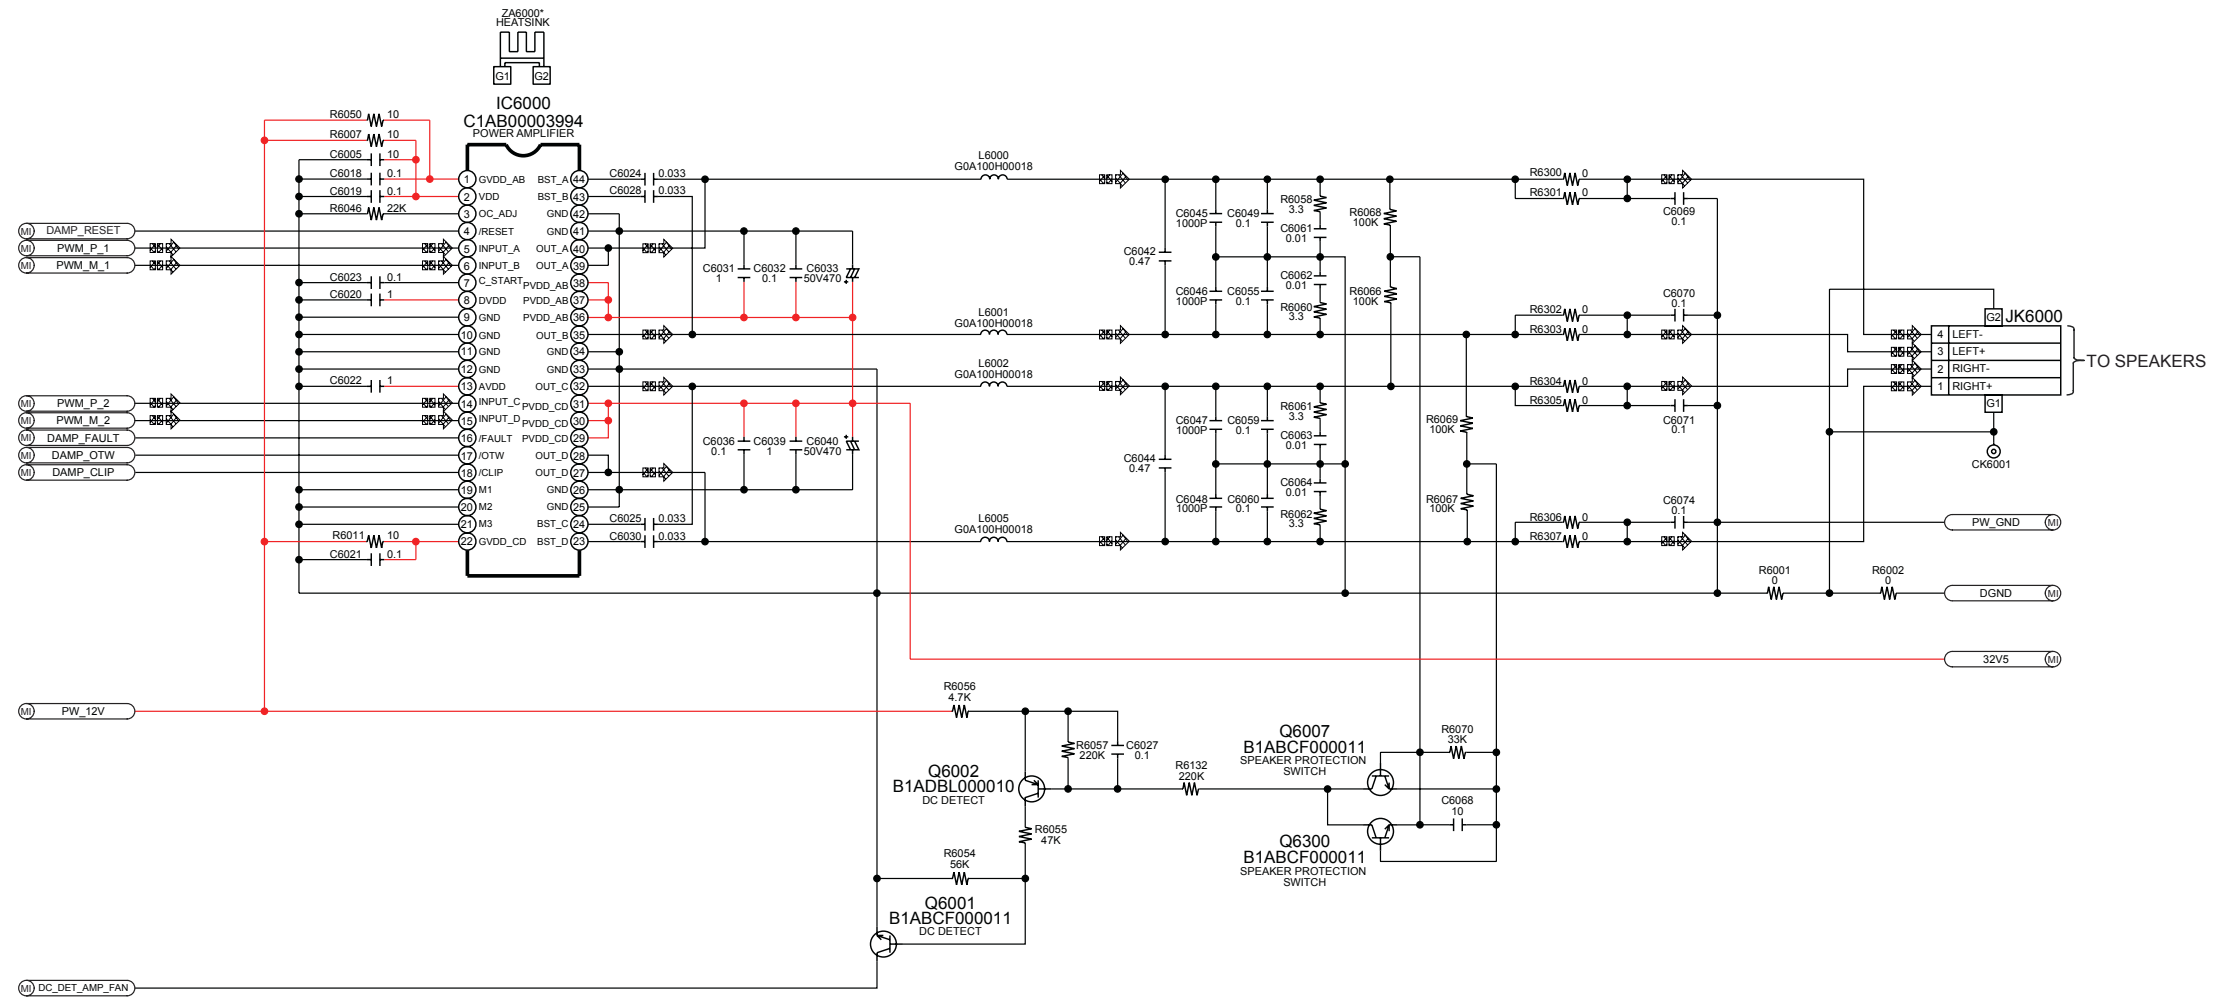 ZA6000*
HEATSINK
G1 G2
IC6000
C1AB00003994
POWER AMPLIFIER
R6050 10
R6007 10
C6005 10
C6018 0.1
C6019 0.1
R6046 22K
MI DAMP_RESET
MI PWM_P_1
MI PWM_M_1
C6023 0.1
C6020 1
C6022 1
MI PWM_P_2
MI PWM_M_2
MI DAMP_FAULT
MI DAMP_OTW
MI DAMP_CLIP
R6011 10
C6021 0.1
1 GVDD_AB
2 VDD
3 OC_ADJ
4 /RESET
5 INPUT_A
6 INPUT_B
7 C_START
8 DVDD
9 GND
10 GND
11 GND
12 GND
13 AVDD
14 INPUT_C
15 INPUT_D
16 /FAULT
17 /OTW
18 /CLIP
19 M1
20 M2
21 M3
22 GVDD_CD
BST_A 44
BST_B 43
GND 42
GND 41
OUT_A 40
OUT_A 39
PVDD_AB 38
PVDD_AB 37
PVDD_AB 36
OUT_B 35
GND 34
GND 33
OUT_C 32
PVDD_CD 31
PVDD_CD 30
PVDD_CD 29
OUT_D 28
OUT_D 27
GND 26
GND 25
BST_C 24
BST_D 23
C6024 0.033
C6028 0.033
C6031
1
C6032
0.1
C6033
50V470
+
C6036
0.1
C6039
1
C6040
50V470
+
C6025 0.033
C6030 0.033
L6000
G0A100H00018
L6001
G0A100H00018
L6002
G0A100H00018
L6005
G0A100H00018
C6042
0.47
C6045
1000P
C6049
0.1
R6058
3.3
C6061
0.01
R6068
100K
C6046
1000P
C6055
0.1
C6062
0.01
R6060
3.3
R6066
100K
C6044
0.47
C6047
1000P
C6059
0.1
R6061
3.3
C6063
0.01
R6069
100K
C6048
1000P
C6060
0.1
C6064
0.01
R6062
3.3
R6067
100K
R6300 0
R6301 0
C6069
0.1
R6302 0
R6303 0
C6070
0.1
R6304 0
R6305 0
C6071
0.1
R6306 0
R6307 0
C6074
0.1
G2 JK6000
4 LEFT-
3 LEFT+
2 RIGHT-
1 RIGHT+
G1
TO SPEAKERS
CK6001
PW_GND MI
R6001
0
R6002
0
DGND MI
32V5 MI
MI PW_12V
R6056
4.7K
R6057
220K
C6027
0.1
Q6002
B1ADBL000010
DC DETECT
R6132
220K
Q6007
B1ABCF000011
SPEAKER PROTECTION
SWITCH
R6070
33K
C6068
10
Q6300
B1ABCF000011
SPEAKER PROTECTION
SWITCH
R6055
47K
R6054
56K
Q6001
B1ABCF000011
DC DETECT
MI DC_DET_AMP_FAN